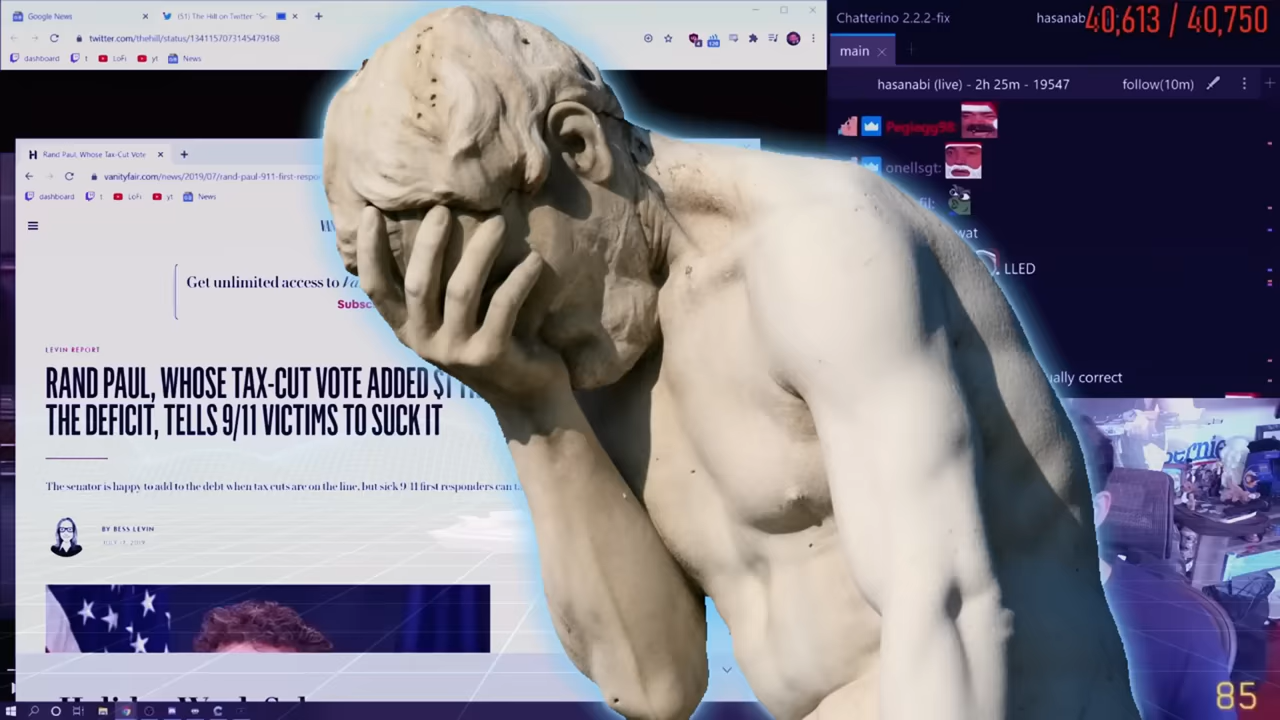 Google News
(51) The Hill on Twitter: "Se
twitter.com/thehill/status/1341157073145479168
dashboard
t
LoFi
yt
News
Rand Paul, Whose Tax-Cut Vote
vanityfair.com/news/2019/07/rand-paul-911-first-respo
dashboard
t
LoFi
yt
News
Get unlimited access to Va
Subsc
LEVIN REPORT
RAND PAUL, WHOSE TAX-CUT VOTE ADDED $1 T
THE DEFICIT, TELLS 9/11 VICTIMS TO SUCK IT
The senator is happy to add to the debt when tax cuts are on the line, but sick 9/11 first responders can
BY BESS LEVIN
Chatterino 2.2.2-fix
hasanab
40,613 / 40,750
main
hasanabi (live) - 2h 25m - 19547
follow(10m)
Peglegg98
onellsgt:
fil:
wat
LLED
ually correct
85